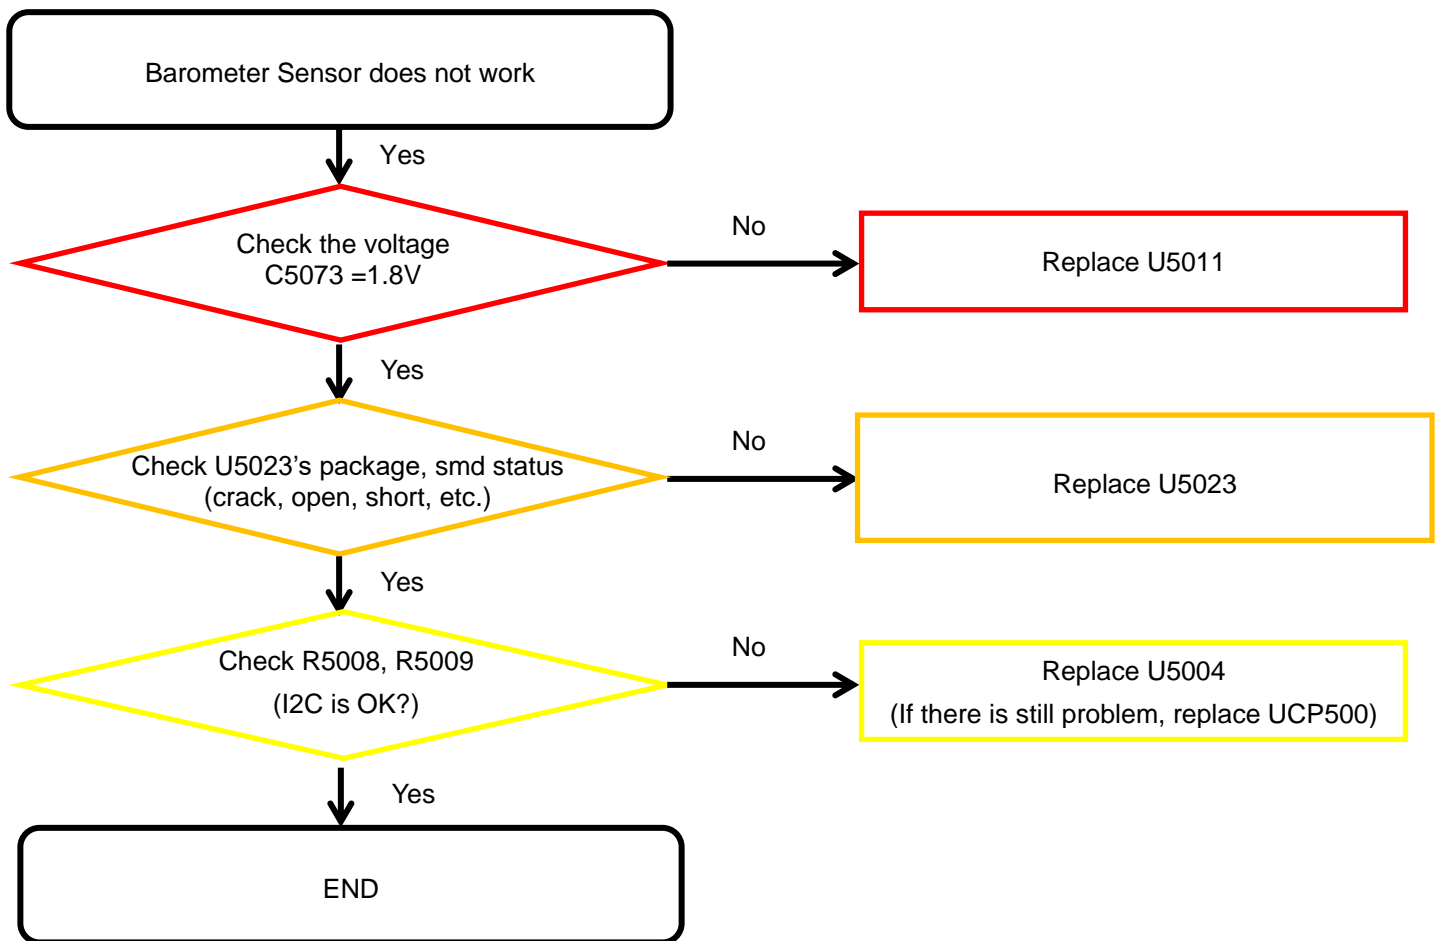 Barometer Sensor does not work
Yes
Check the voltage
C5073 =1.8V
No
Replace U5011
Yes
Check U5023’s package, smd status
(crack, open, short, etc.)
No
Replace U5023
Yes
Check R5008, R5009
(I2C is OK?)
No
Replace U5004
(If there is still problem, replace UCP500)
Yes
END